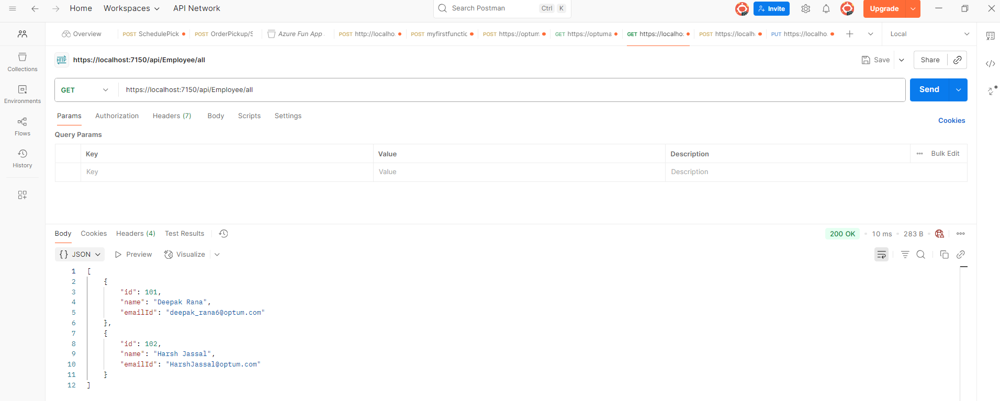 Home Workspaces API Network Search Postman Ctrl K Invite Upgrade
Overview POST SchedulePick POST OrderPickup/S Azure Fun App POST http://localho POST myfirstfunctic POST https://optum GET https://optuma GET https://localho POST https://localh PUT https://localho Local
HTTP https://localhost:7150/api/Employee/all Save Share
Collections
GET https://localhost:7150/api/Employee/all Send
Environments
Params Authorization Headers (7) Body Scripts Settings Cookies
Flows
Query Params
Key Value Description Bulk Edit
History
Key Value Description
Body Cookies Headers (4) Test Results 200 OK 10 ms 283 B
{} JSON Preview Visualize
1 [
2 {
3 "id": 101,
4 "name": "Deepak Rana",
5 "emailId": "deepak_rana6@optum.com"
6 },
7 {
8 "id": 102,
9 "name": "Harsh Jassal",
10 "emailId": "HarshJassal@optum.com"
11 }
12 ]